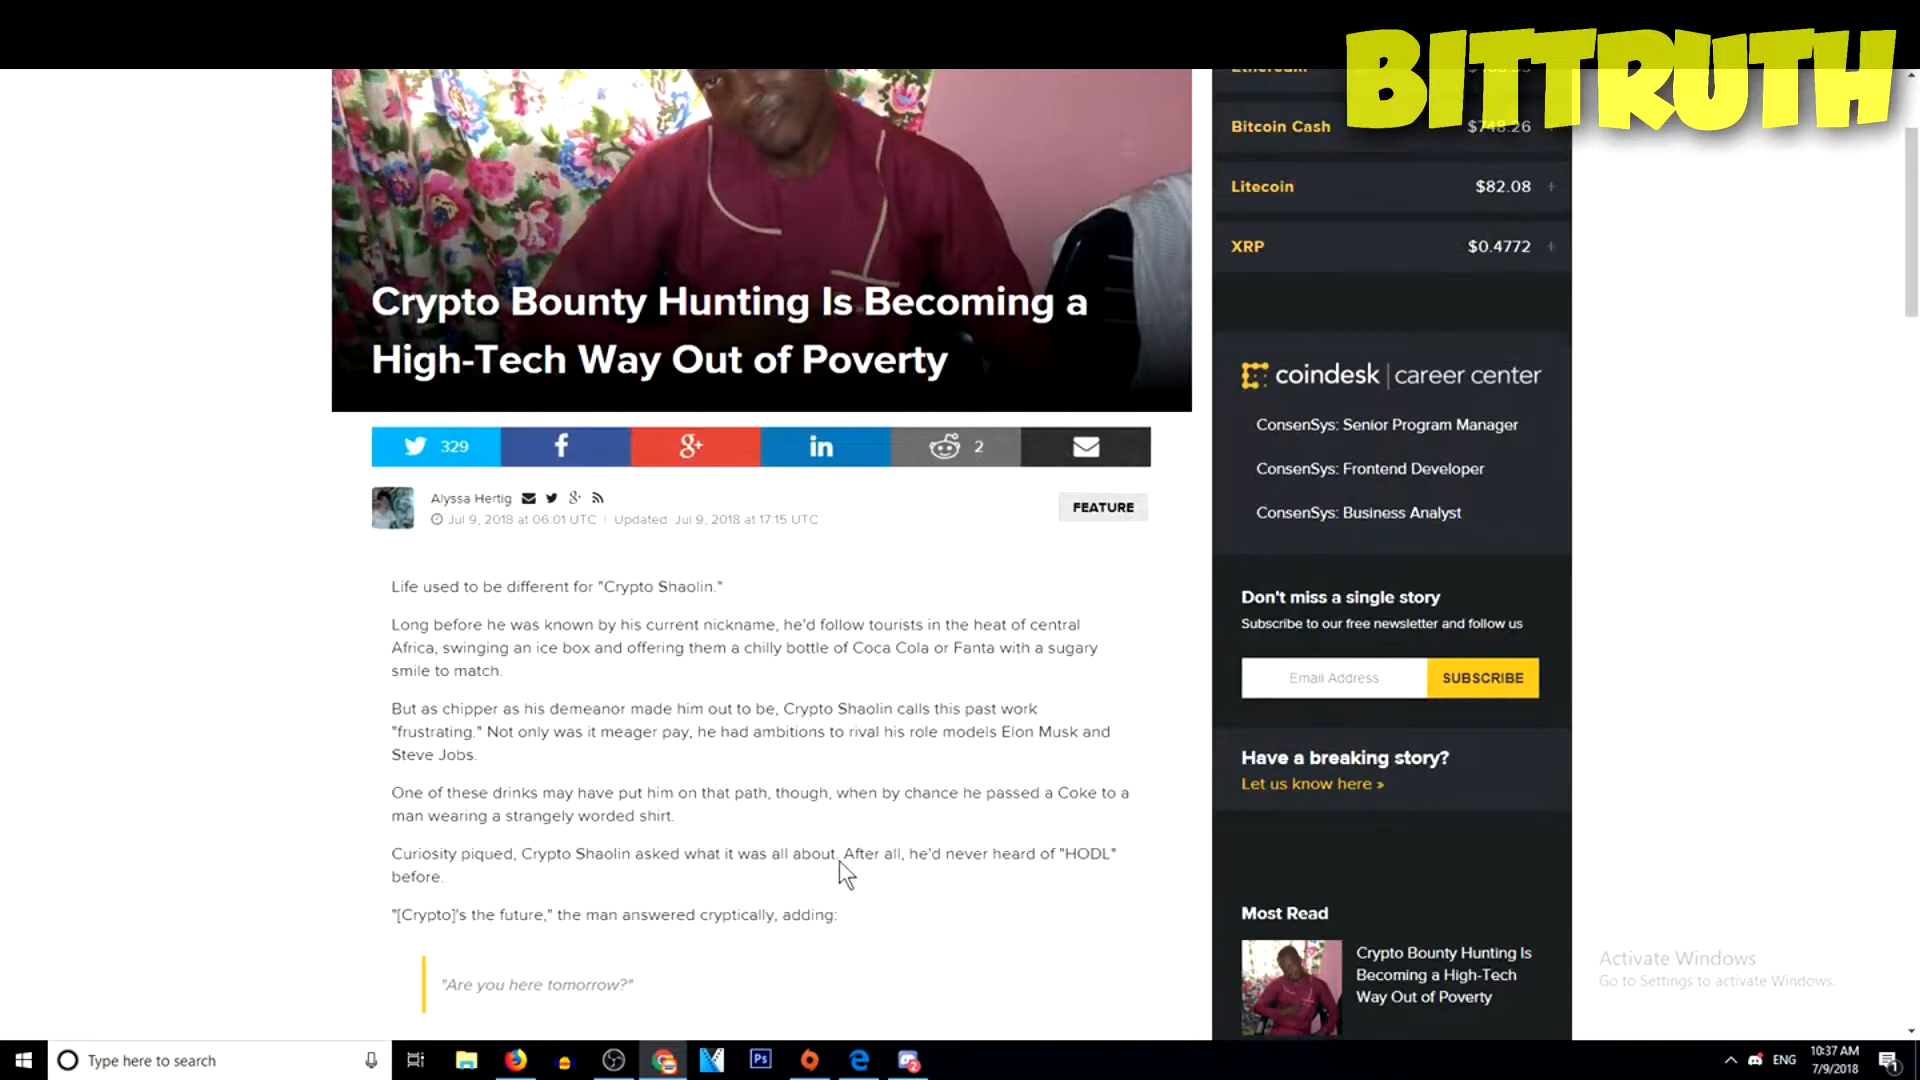 BITTRUTH
Ethereum
Bitcoin Cash $748.26 +
Litecoin $82.08 +
XRP $0.4772 +
Crypto Bounty Hunting Is Becoming a
High-Tech Way Out of Poverty
329
f
g+
in
2
Alyssa Hertig
Jul 9, 2018 at 06:01 UTC | Updated Jul 9, 2018 at 17:15 UTC
FEATURE
Life used to be different for "Crypto Shaolin."
Long before he was known by his current nickname, he'd follow tourists in the heat of central
Africa, swinging an ice box and offering them a chilly bottle of Coca Cola or Fanta with a sugary
smile to match.
But as chipper as his demeanor made him out to be, Crypto Shaolin calls this past work
"frustrating." Not only was it meager pay, he had ambitions to rival his role models Elon Musk and
Steve Jobs.
One of these drinks may have put him on that path, though, when by chance he passed a Coke to a
man wearing a strangely worded shirt.
Curiosity piqued, Crypto Shaolin asked what it was all about. After all, he'd never heard of "HODL"
before.
"[Crypto]'s the future," the man answered cryptically, adding:
"Are you here tomorrow?"
coindesk | career center
ConsenSys: Senior Program Manager
ConsenSys: Frontend Developer
ConsenSys: Business Analyst
Don't miss a single story
Subscribe to our free newsletter and follow us
Email Address
SUBSCRIBE
Have a breaking story?
Let us know here »
Most Read
Crypto Bounty Hunting Is
Becoming a High-Tech
Way Out of Poverty
Activate Windows
Go to Settings to activate Windows.
Type here to search
Ps
2
ENG
10:37 AM
7/9/2018
1